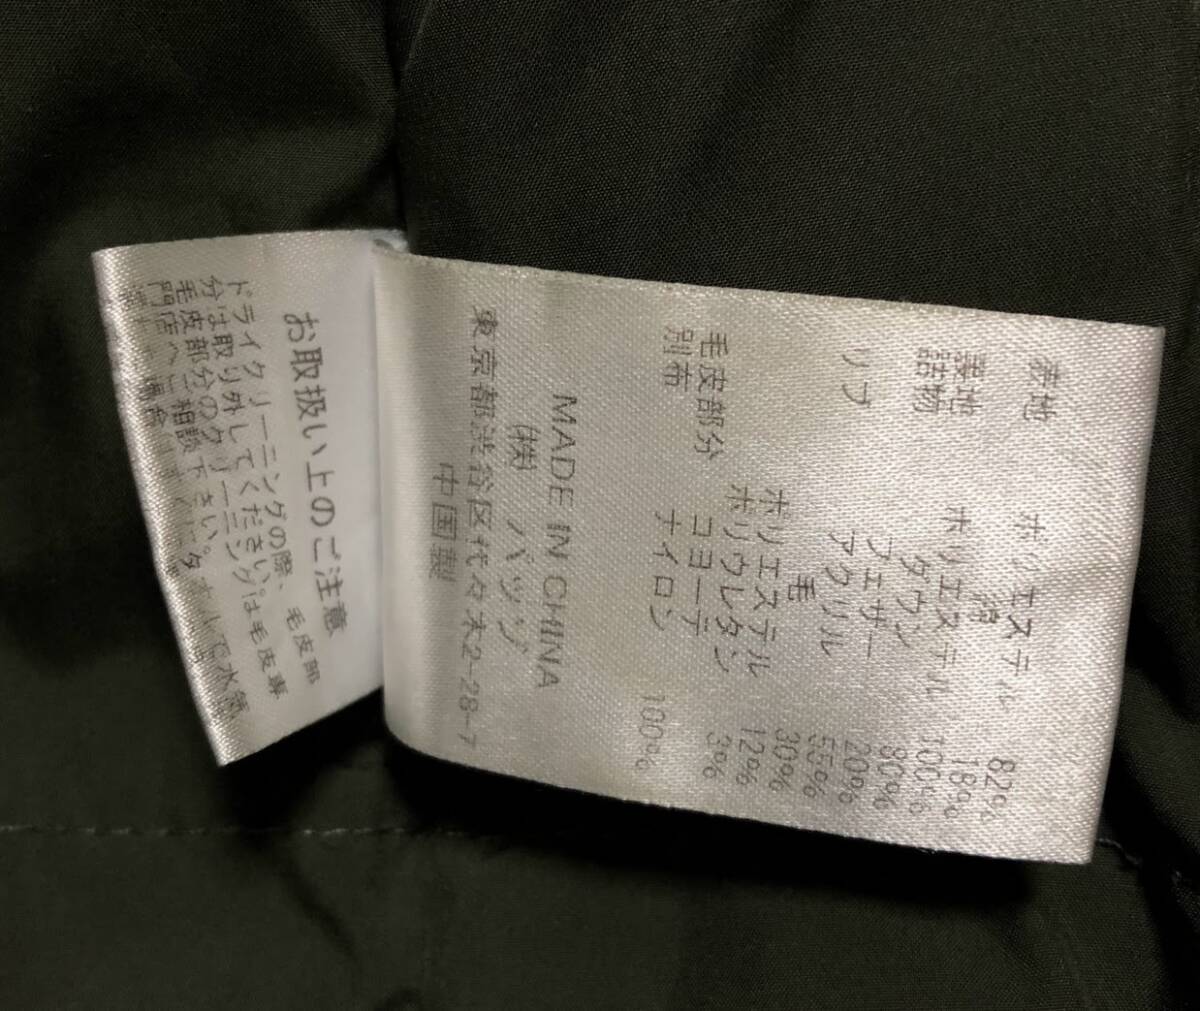 表地 ポリエステル 82%
綿 18%
裏地 ポリエステル 100%
詰物 ダウン 80%
フェザー 20%
リブ アクリル 55%
毛 30%
ポリエステル 12%
ポリウレタン 3%
毛皮部分 コヨーテ
別布 ナイロン 100%
MADE IN CHINA
(株) バッゾ
東京都渋谷区代々木2-28-7
中国製
お取扱い上のご注意
ドライクリーニングの際、毛皮部
分は取り外してください。
毛皮部分のクリーニングは毛皮専
門店へご相談下さい。
タオルで水気